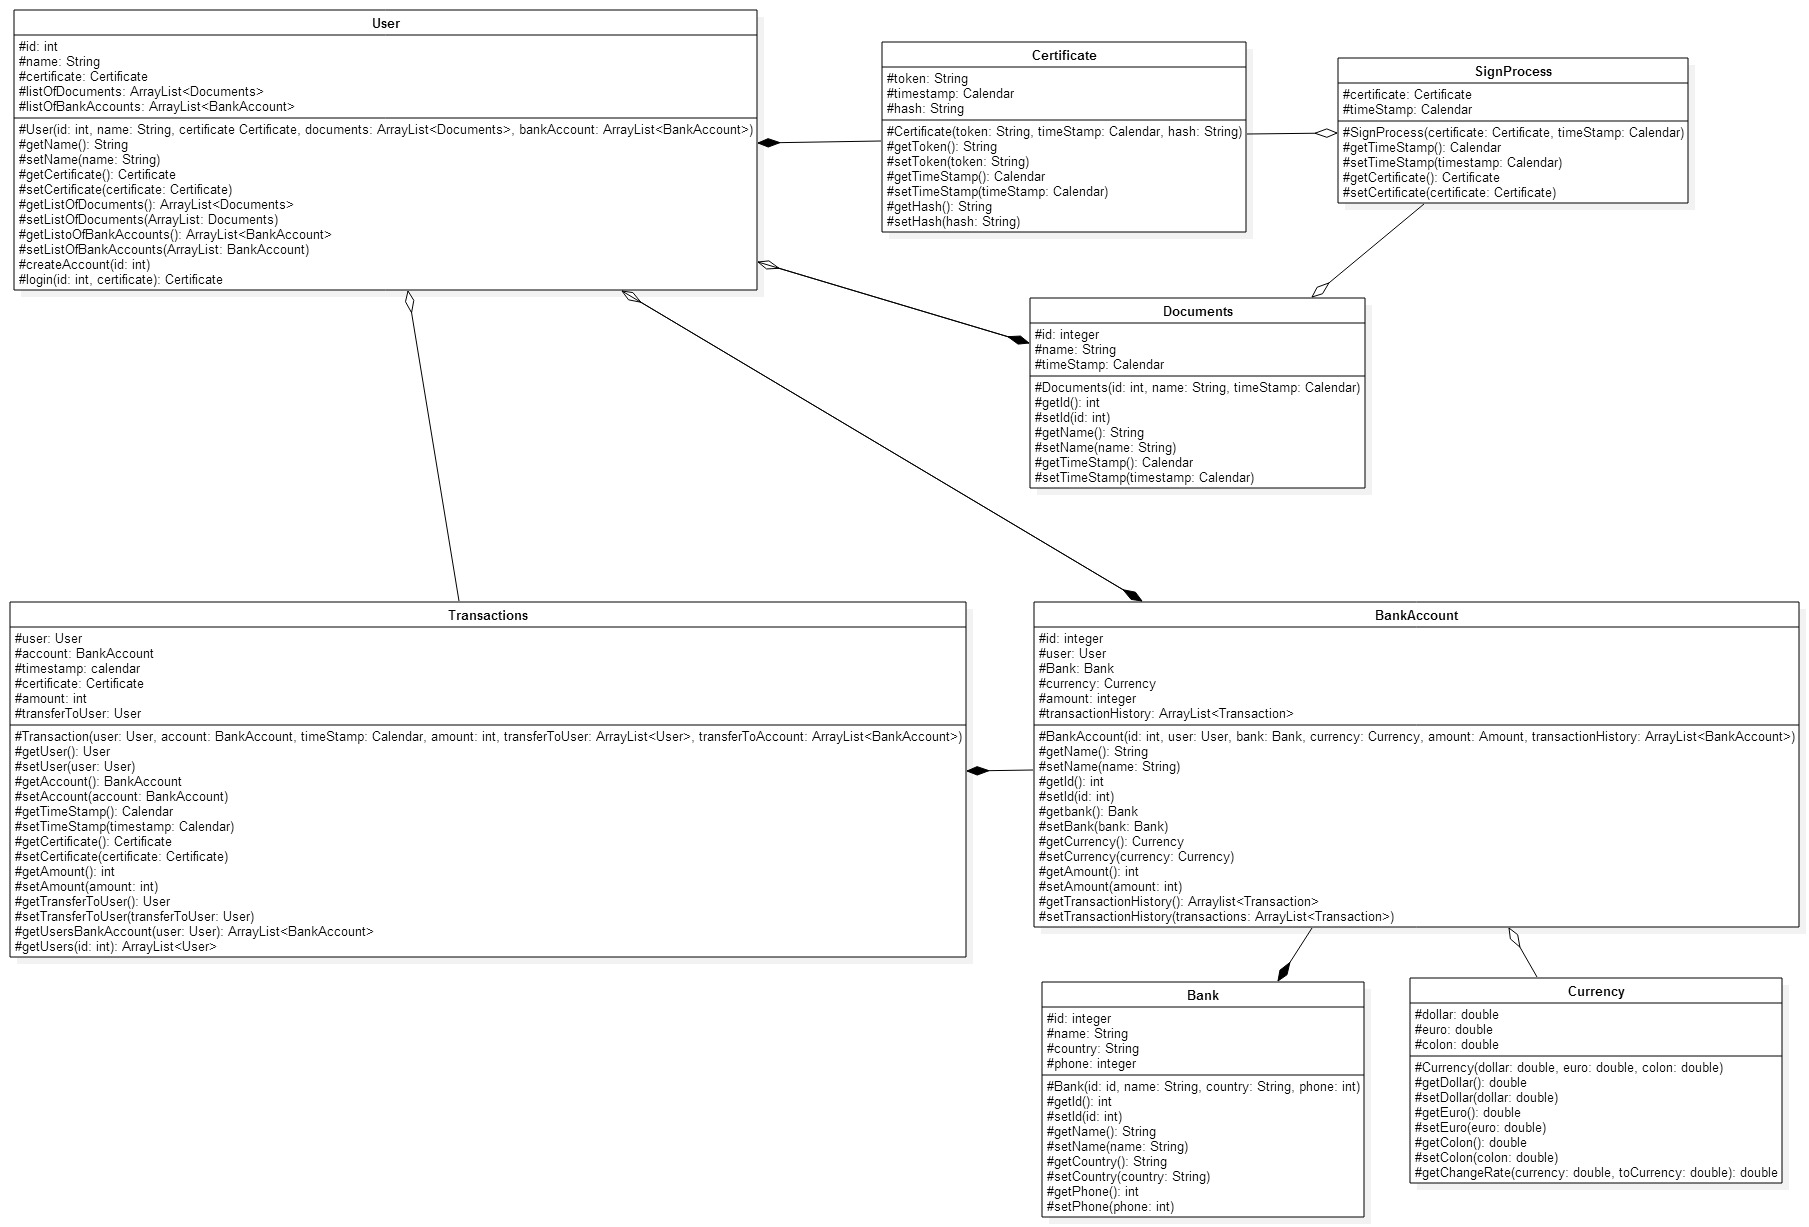 User
#id: int
#name: String
#certificate: Certificate
#listOfDocuments: ArrayList<Documents>
#listOfBankAccounts: ArrayList<BankAccount>
#User(id: int, name: String, certificate Certificate, documents: ArrayList<Documents>, bankAccount: ArrayList<BankAccount>)
#getName(): String
#setName(name: String)
#getCertificate(): Certificate
#setCertificate(certificate: Certificate)
#getListOfDocuments(): ArrayList<Documents>
#setListOfDocuments(ArrayList: Documents)
#getListoOfBankAccounts(): ArrayList<BankAccount>
#setListOfBankAccounts(ArrayList: BankAccount)
#createAccount(id: int)
#login(id: int, certificate): Certificate
Certificate
#token: String
#timestamp: Calendar
#hash: String
#Certificate(token: String, timeStamp: Calendar, hash: String)
#getToken(): String
#setToken(token: String)
#getTimeStamp(): Calendar
#setTimeStamp(timeStamp: Calendar)
#getHash(): String
#setHash(hash: String)
SignProcess
#certificate: Certificate
#timeStamp: Calendar
#SignProcess(certificate: Certificate, timeStamp: Calendar)
#getTimeStamp(): Calendar
#setTimeStamp(timestamp: Calendar)
#getCertificate(): Certificate
#setCertificate(certificate: Certificate)
Documents
#id: integer
#name: String
#timeStamp: Calendar
#Documents(id: int, name: String, timeStamp: Calendar)
#getId(): int
#setId(id: int)
#getName(): String
#setName(name: String)
#getTimeStamp(): Calendar
#setTimeStamp(timestamp: Calendar)
Transactions
#user: User
#account: BankAccount
#timestamp: calendar
#certificate: Certificate
#amount: int
#transferToUser: User
#Transaction(user: User, account: BankAccount, timeStamp: Calendar, amount: int, transferToUser: ArrayList<User>, transferToAccount: ArrayList<BankAccount>)
#getUser(): User
#setUser(user: User)
#getAccount(): BankAccount
#setAccount(account: BankAccount)
#getTimeStamp(): Calendar
#setTimeStamp(timestamp: Calendar)
#getCertificate(): Certificate
#setCertificate(certificate: Certificate)
#getAmount(): int
#setAmount(amount: int)
#getTransferToUser(): User
#setTransferToUser(transferToUser: User)
#getUsersBankAccount(user: User): ArrayList<BankAccount>
#getUsers(id: int): ArrayList<User>
BankAccount
#id: integer
#user: User
#Bank: Bank
#currency: Currency
#amount: integer
#transactionHistory: ArrayList<Transaction>
#BankAccount(id: int, user: User, bank: Bank, currency: Currency, amount: Amount, transactionHistory: ArrayList<BankAccount>)
#getName(): String
#setName(name: String)
#getId(): int
#setId(id: int)
#getbank(): Bank
#setBank(bank: Bank)
#getCurrency(): Currency
#setCurrency(currency: Currency)
#getAmount(): int
#setAmount(amount: int)
#getTransactionHistory(): Arraylist<Transaction>
#setTransactionHistory(transactions: ArrayList<Transaction>)
Bank
#id: integer
#name: String
#country: String
#phone: integer
#Bank(id: id, name: String, country: String, phone: int)
#getId(): int
#setId(id: int)
#getName(): String
#setName(name: String)
#getCountry(): String
#setCountry(country: String)
#getPhone(): int
#setPhone(phone: int)
Currency
#dollar: double
#euro: double
#colon: double
#Currency(dollar: double, euro: double, colon: double)
#getDollar(): double
#setDollar(dollar: double)
#getEuro(): double
#setEuro(euro: double)
#getColon(): double
#setColon(colon: double)
#getChangeRate(currency: double, toCurrency: double): double